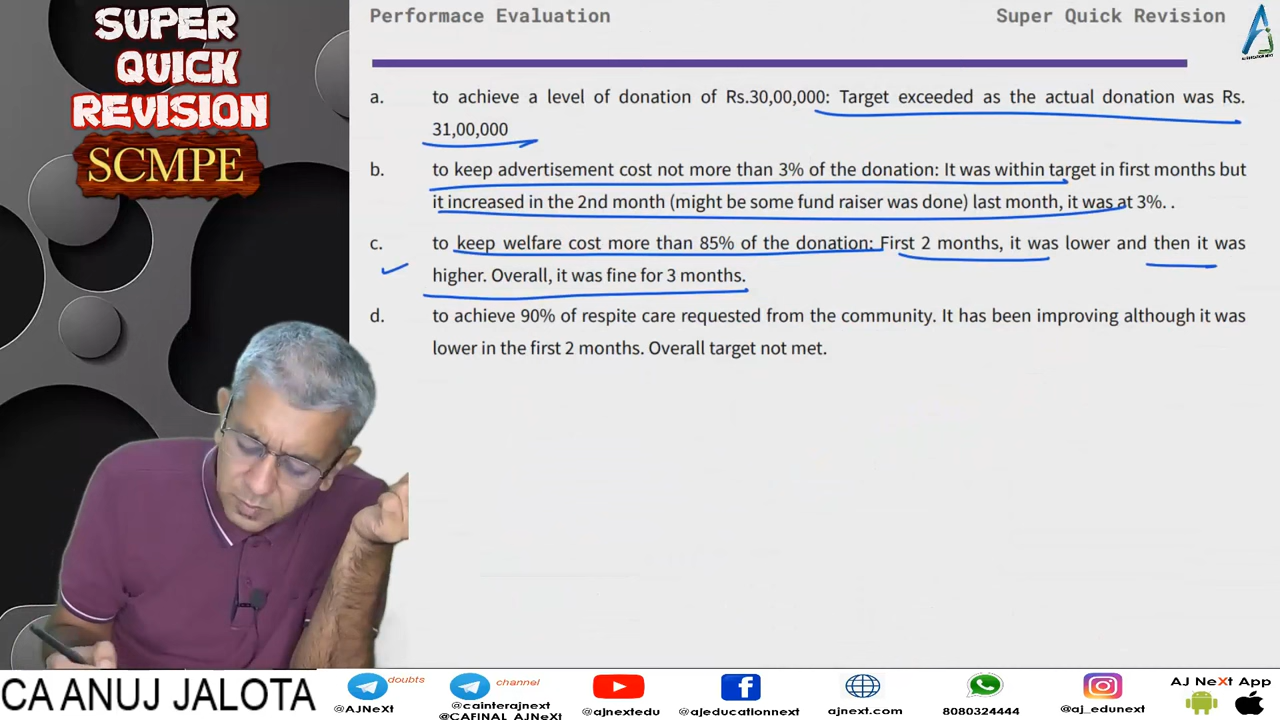 SUPER
QUICK
REVISION
SCMPE
Performace Evaluation
Super Quick Revision
a. to achieve a level of donation of Rs.30,00,000: Target exceeded as the actual donation was Rs.
31,00,000
b. to keep advertisement cost not more than 3% of the donation: It was within target in first months but
it increased in the 2nd month (might be some fund raiser was done) last month, it was at 3%. .
c. to keep welfare cost more than 85% of the donation: First 2 months, it was lower and then it was
higher. Overall, it was fine for 3 months.
d. to achieve 90% of respite care requested from the community. It has been improving although it was
lower in the first 2 months. Overall target not met.
CA ANUJ JALOTA
doubts
@AJNeXt
channel
@cainterajnext
@CAFINAL_AJNeXt
@ajnextedu
@ajeducationnext
ajnext.com
8080324444
@aj_edunext
AJ NeXt App